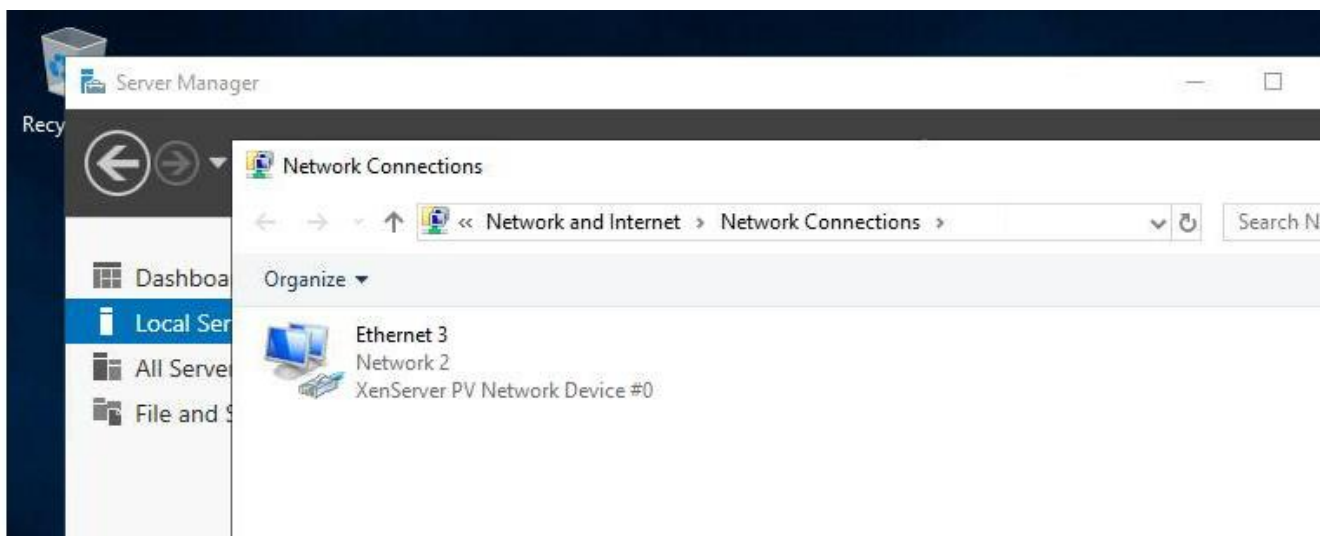 Server Manager
Recy
Network Connections
« Network and Internet › Network Connections ›
Search N
Organize
Dashboa
Local Ser
All Server
File and S
Ethernet 3
Network 2
XenServer PV Network Device #0